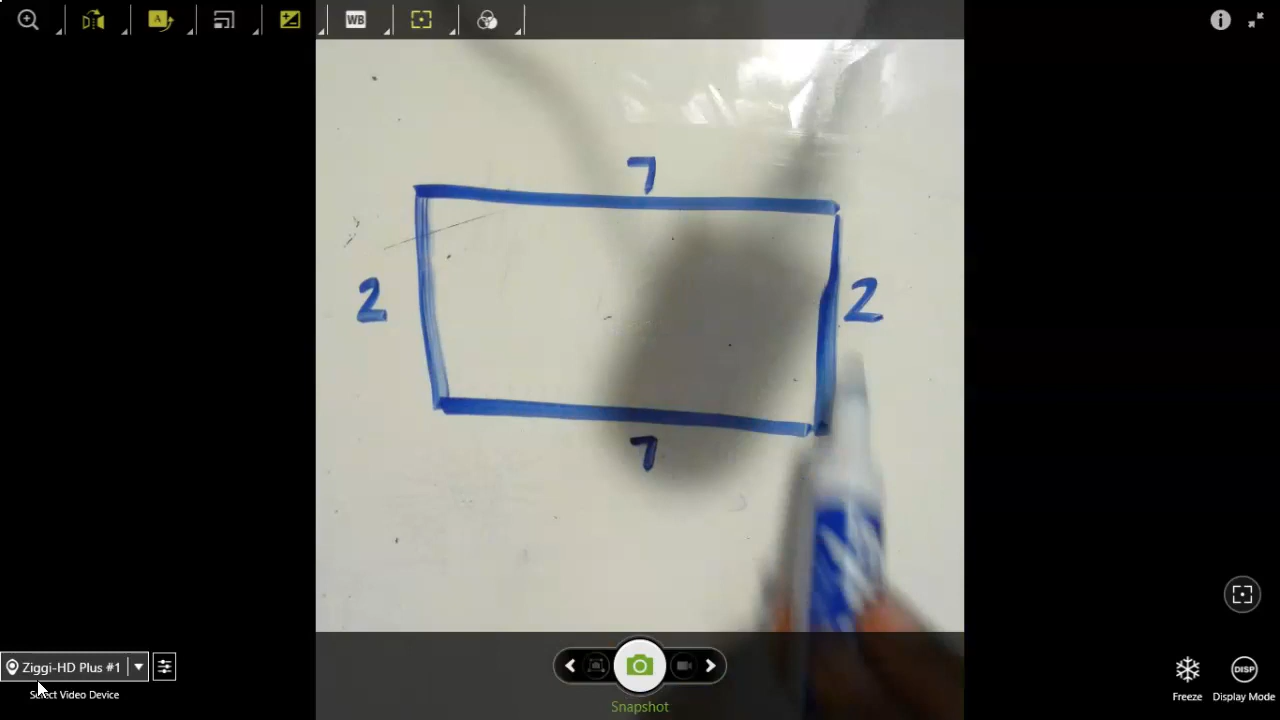 WB
A
i
7
2
2
7
Ziggi-HD Plus #1
Select Video Device
Snapshot
Freeze
DISP
Display Mode